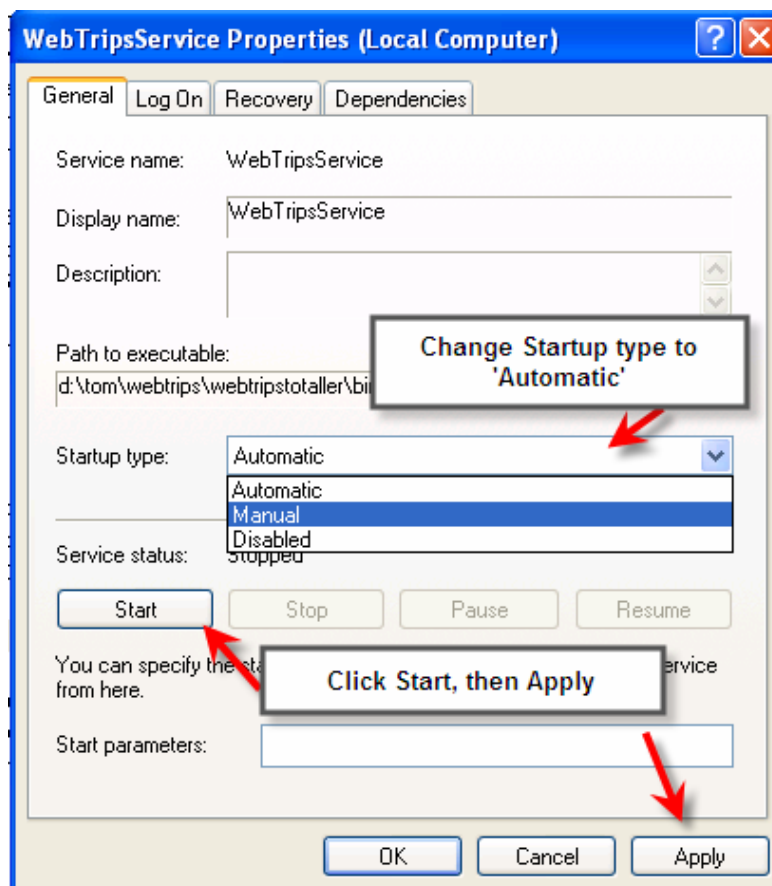 WebTripsService Properties (Local Computer)
General Log On Recovery Dependencies
Service name: WebTripsService
Display name: WebTripsService
Description:
Change Startup type to
'Automatic'
Path to executable:
d:\tom\webtrips\webtripstotaller\bin
Startup type: Automatic
Automatic
Manual
Disabled
Service status: Stopped
Start Stop Pause Resume
You can specify the ervice
from here.
Click Start, then Apply
Start parameters:
OK Cancel Apply